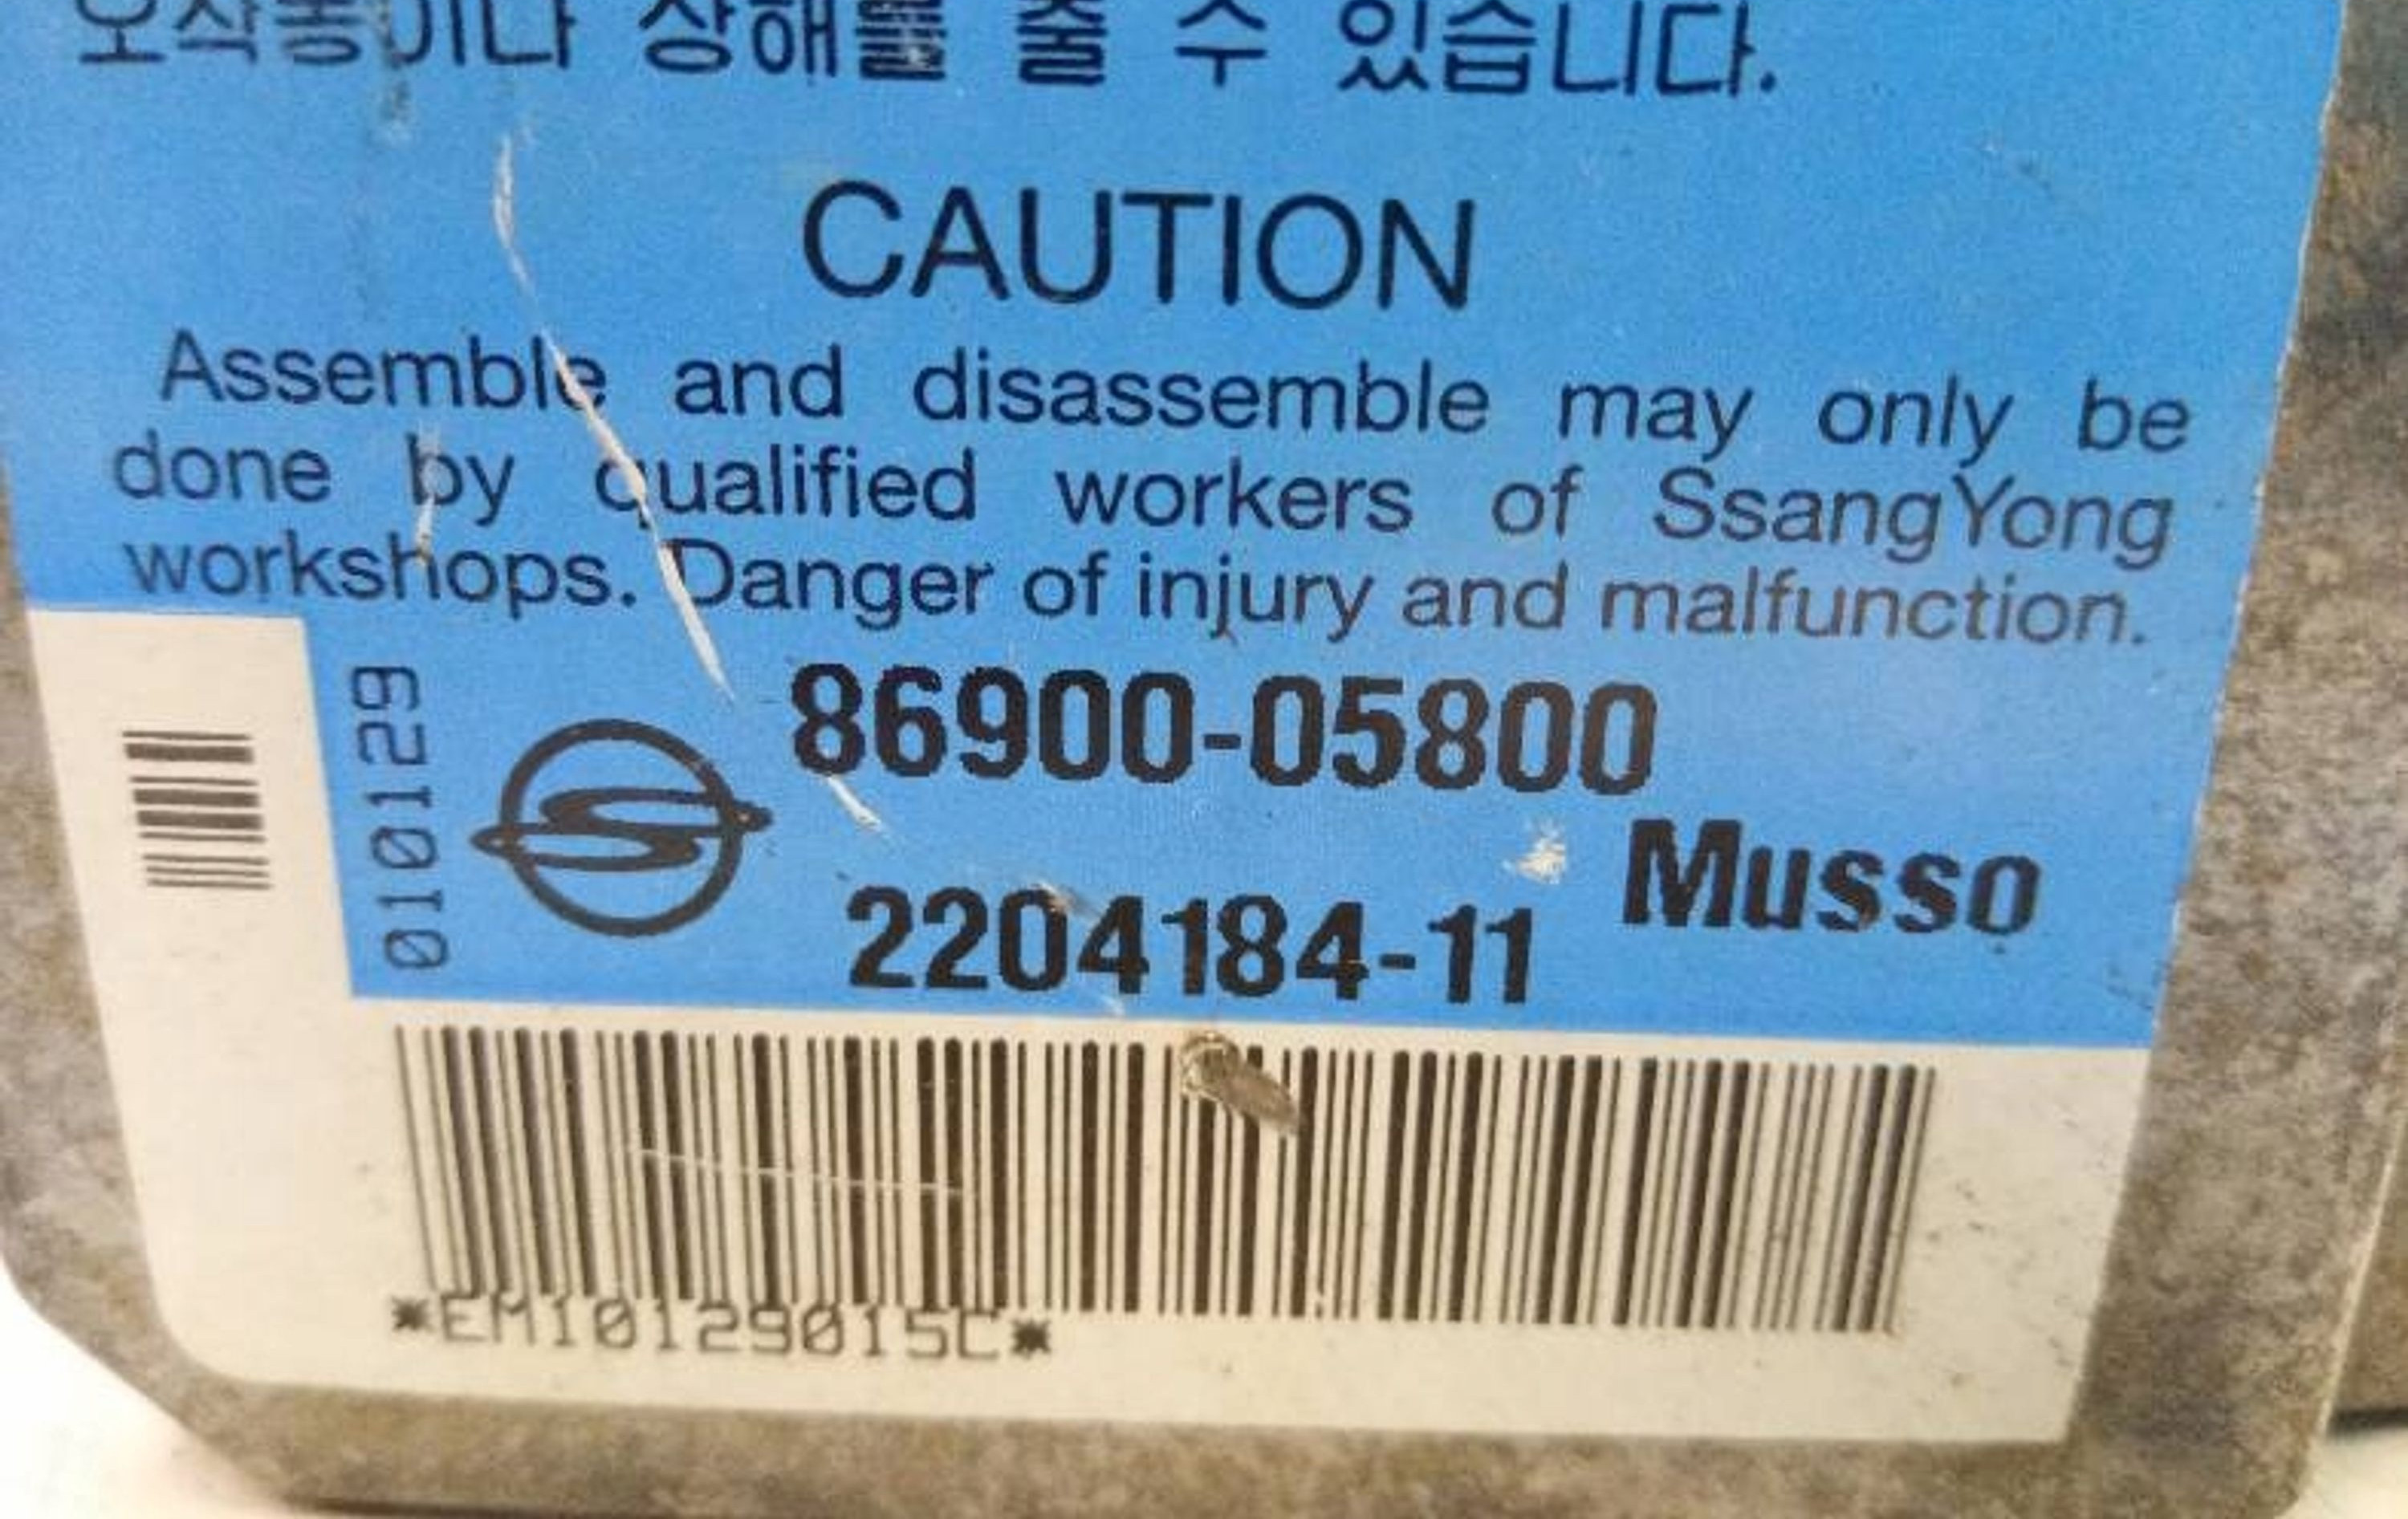 오작동이나 상해를 줄 수 있습니다.
CAUTION
Assemble and disassemble may only be
done by qualified workers of SsangYong
workshops. Danger of injury and malfunction.
010129
86900-05800
Musso
2204184-11
*EM10129015C*